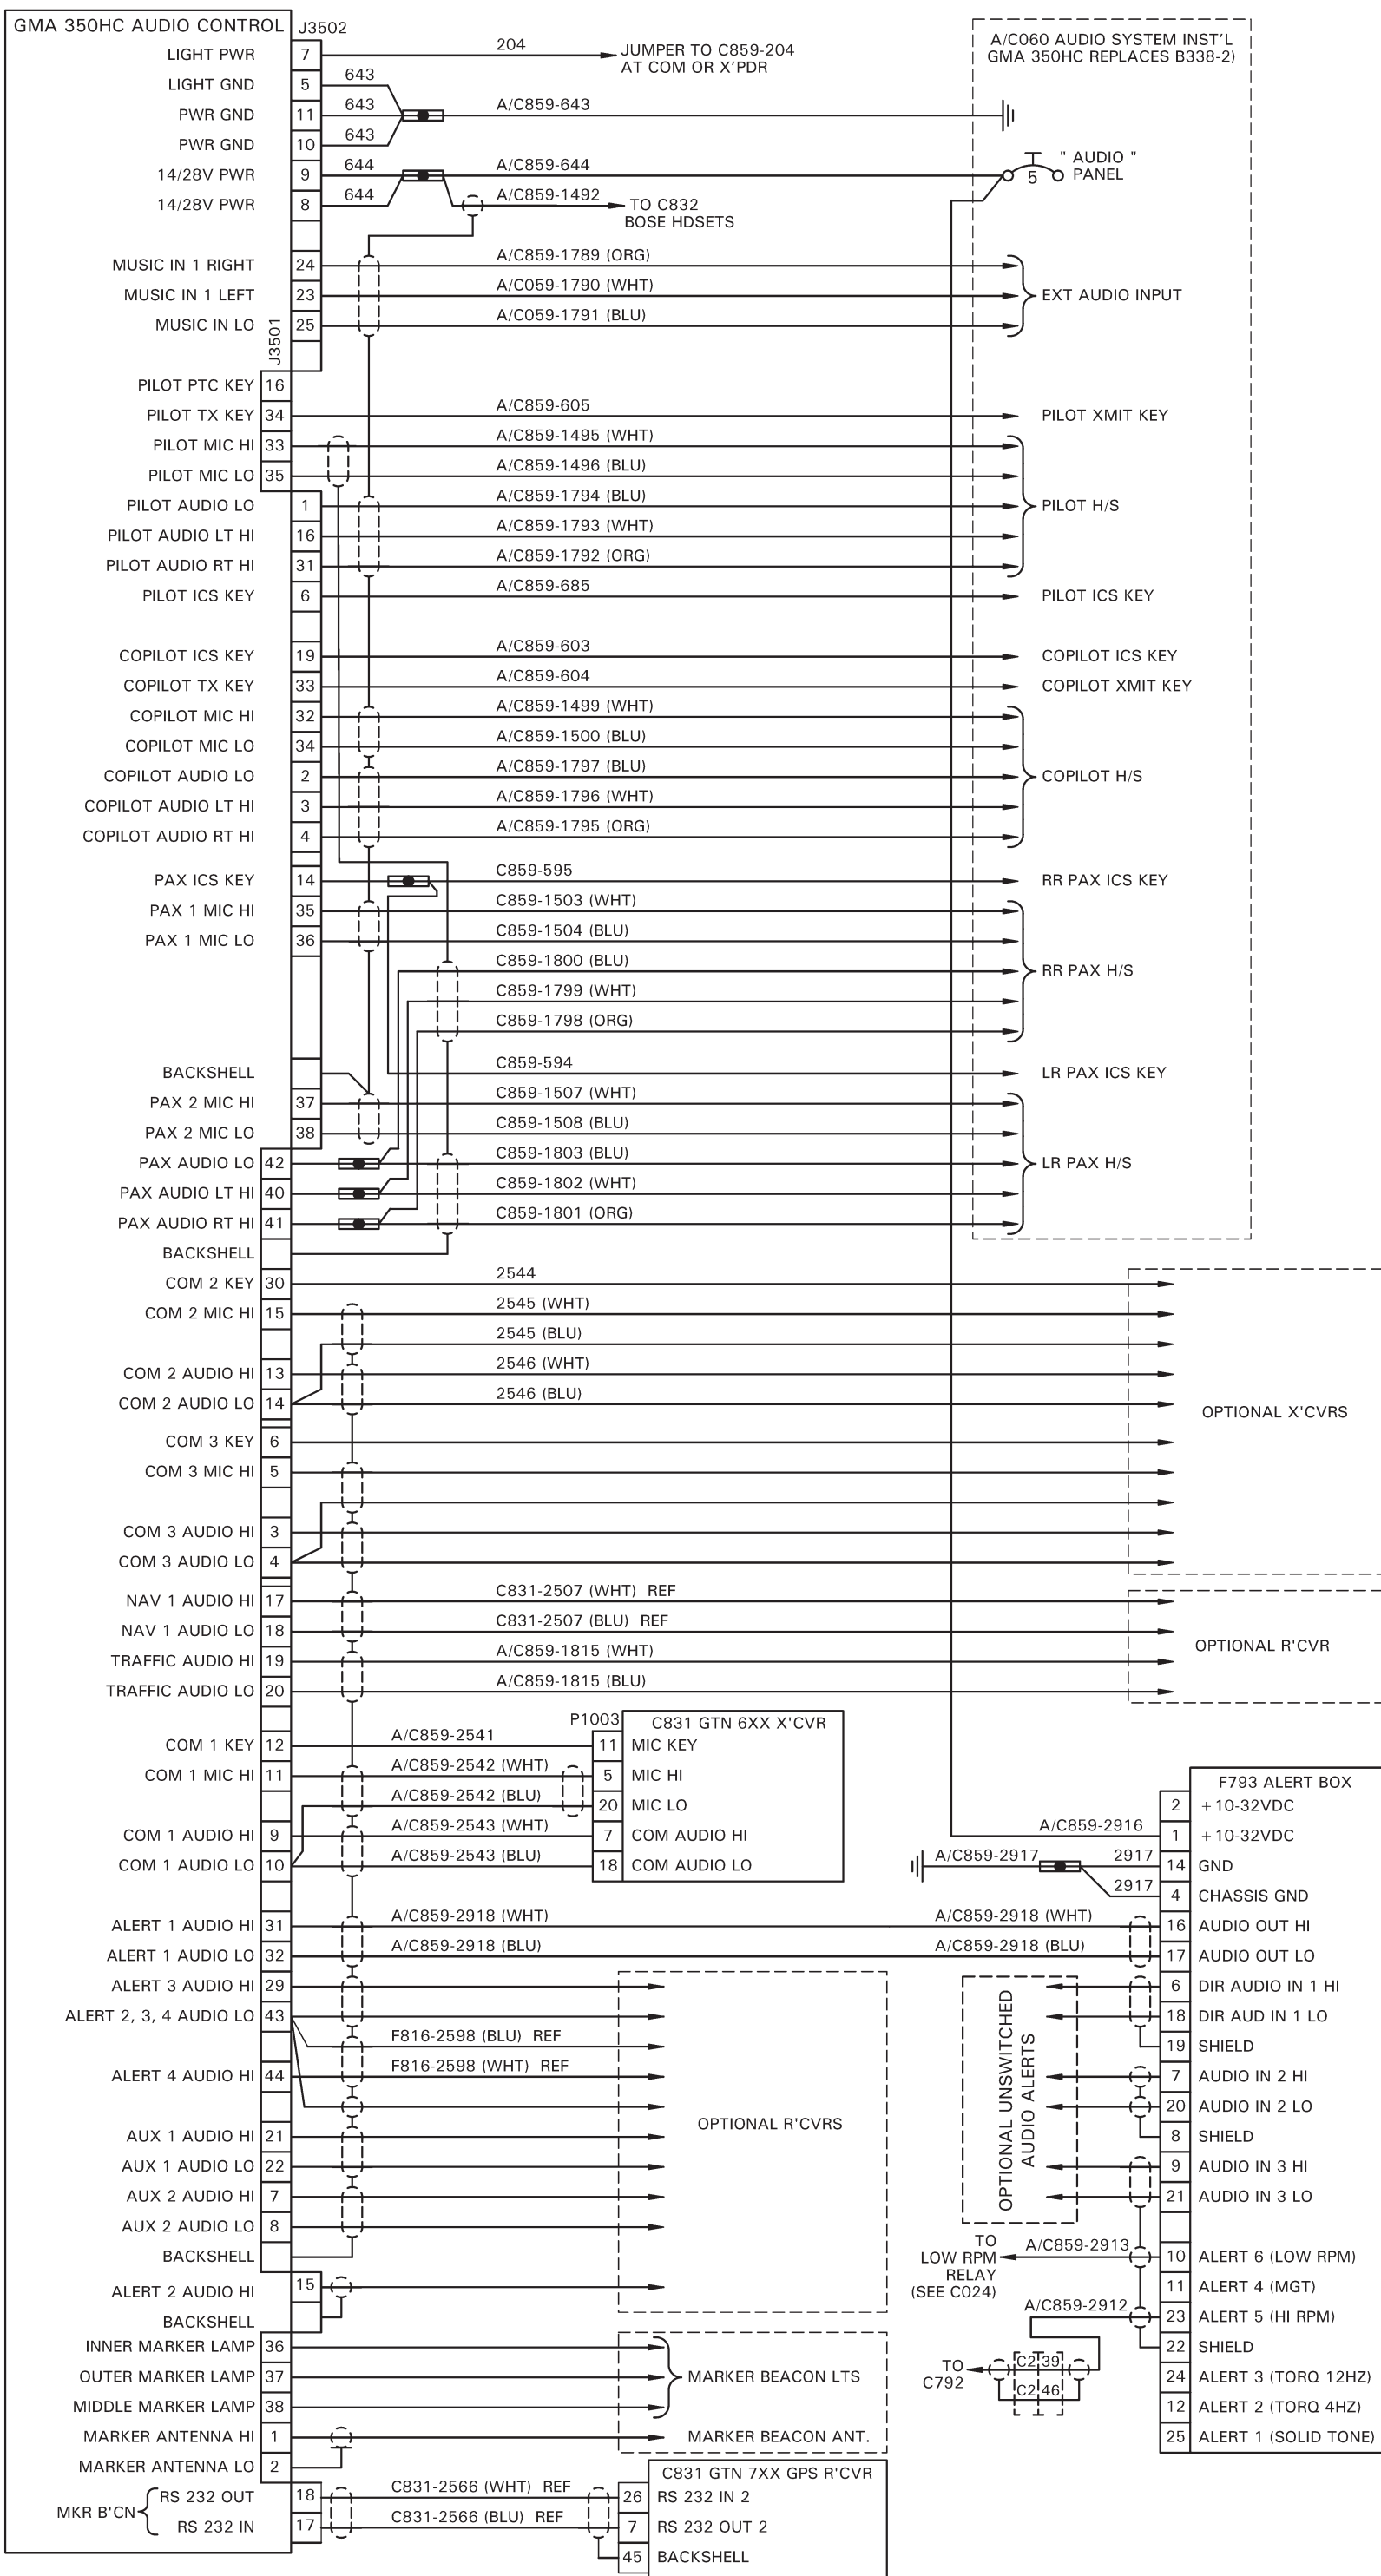 GMA 350HC AUDIO CONTROL
J3502
LIGHT PWR 7 204 JUMPER TO C859-204
AT COM OR X'PDR
A/C060 AUDIO SYSTEM INST'L
GMA 350HC REPLACES B338-2)
LIGHT GND 5 643
PWR GND 11 643 A/C859-643
PWR GND 10 643
14/28V PWR 9 644 A/C859-644 5 " AUDIO "
PANEL
14/28V PWR 8 644 A/C859-1492 TO C832
BOSE HDSETS
MUSIC IN 1 RIGHT 24 A/C859-1789 (ORG)
MUSIC IN 1 LEFT 23 A/C059-1790 (WHT) EXT AUDIO INPUT
MUSIC IN LO 25 A/C059-1791 (BLU)
J3501
PILOT PTC KEY 16
PILOT TX KEY 34 A/C859-605 PILOT XMIT KEY
PILOT MIC HI 33 A/C859-1495 (WHT)
PILOT MIC LO 35 A/C859-1496 (BLU)
PILOT AUDIO LO 1 A/C859-1794 (BLU) PILOT H/S
PILOT AUDIO LT HI 16 A/C859-1793 (WHT)
PILOT AUDIO RT HI 31 A/C859-1792 (ORG)
PILOT ICS KEY 6 A/C859-685 PILOT ICS KEY
COPILOT ICS KEY 19 A/C859-603 COPILOT ICS KEY
COPILOT TX KEY 33 A/C859-604 COPILOT XMIT KEY
COPILOT MIC HI 32 A/C859-1499 (WHT)
COPILOT MIC LO 34 A/C859-1500 (BLU)
COPILOT AUDIO LO 2 A/C859-1797 (BLU) COPILOT H/S
COPILOT AUDIO LT HI 3 A/C859-1796 (WHT)
COPILOT AUDIO RT HI 4 A/C859-1795 (ORG)
PAX ICS KEY 14 C859-595 RR PAX ICS KEY
PAX 1 MIC HI 35 C859-1503 (WHT)
PAX 1 MIC LO 36 C859-1504 (BLU)
C859-1800 (BLU) RR PAX H/S
C859-1799 (WHT)
C859-1798 (ORG)
BACKSHELL C859-594 LR PAX ICS KEY
PAX 2 MIC HI 37 C859-1507 (WHT)
PAX 2 MIC LO 38 C859-1508 (BLU)
PAX AUDIO LO 42 C859-1803 (BLU) LR PAX H/S
PAX AUDIO LT HI 40 C859-1802 (WHT)
PAX AUDIO RT HI 41 C859-1801 (ORG)
BACKSHELL
COM 2 KEY 30 2544
COM 2 MIC HI 15 2545 (WHT)
2545 (BLU)
COM 2 AUDIO HI 13 2546 (WHT)
COM 2 AUDIO LO 14 2546 (BLU) OPTIONAL X'CVRS
COM 3 KEY 6
COM 3 MIC HI 5
COM 3 AUDIO HI 3
COM 3 AUDIO LO 4
NAV 1 AUDIO HI 17 C831-2507 (WHT) REF
NAV 1 AUDIO LO 18 C831-2507 (BLU) REF OPTIONAL R'CVR
TRAFFIC AUDIO HI 19 A/C859-1815 (WHT)
TRAFFIC AUDIO LO 20 A/C859-1815 (BLU)
P1003 C831 GTN 6XX X'CVR
COM 1 KEY 12 A/C859-2541 11 MIC KEY
COM 1 MIC HI 11 A/C859-2542 (WHT) 5 MIC HI
A/C859-2542 (BLU) 20 MIC LO
COM 1 AUDIO HI 9 A/C859-2543 (WHT) 7 COM AUDIO HI
COM 1 AUDIO LO 10 A/C859-2543 (BLU) 18 COM AUDIO LO
F793 ALERT BOX
2 +10-32VDC
A/C859-2916 1 +10-32VDC
A/C859-2917 2917 14 GND
2917 4 CHASSIS GND
ALERT 1 AUDIO HI 31 A/C859-2918 (WHT) A/C859-2918 (WHT) 16 AUDIO OUT HI
ALERT 1 AUDIO LO 32 A/C859-2918 (BLU) A/C859-2918 (BLU) 17 AUDIO OUT LO
ALERT 3 AUDIO HI 29 6 DIR AUDIO IN 1 HI
ALERT 2, 3, 4 AUDIO LO 43 18 DIR AUD IN 1 LO
F816-2598 (BLU) REF 19 SHIELD
ALERT 4 AUDIO HI 44 F816-2598 (WHT) REF 7 AUDIO IN 2 HI
OPTIONAL UNSWITCHED
AUDIO ALERTS
20 AUDIO IN 2 LO
OPTIONAL R'CVRS
AUX 1 AUDIO HI 21 8 SHIELD
AUX 1 AUDIO LO 22 9 AUDIO IN 3 HI
AUX 2 AUDIO HI 7 21 AUDIO IN 3 LO
AUX 2 AUDIO LO 8
BACKSHELL
TO
LOW RPM
RELAY
(SEE C024)
A/C859-2913 10 ALERT 6 (LOW RPM)
ALERT 2 AUDIO HI 15 11 ALERT 4 (MGT)
BACKSHELL A/C859-2912 23 ALERT 5 (HI RPM)
INNER MARKER LAMP 36 22 SHIELD
OUTER MARKER LAMP 37 MARKER BEACON LTS
TO
C792
C2 39
C2 46
24 ALERT 3 (TORQ 12HZ)
MIDDLE MARKER LAMP 38 12 ALERT 2 (TORQ 4HZ)
MARKER ANTENNA HI 1 MARKER BEACON ANT. 25 ALERT 1 (SOLID TONE)
MARKER ANTENNA LO 2
C831 GTN 7XX GPS R'CVR
MKR B'CN
RS 232 OUT 18 C831-2566 (WHT) REF 26 RS 232 IN 2
RS 232 IN 17 C831-2566 (BLU) REF 7 RS 232 OUT 2
45 BACKSHELL